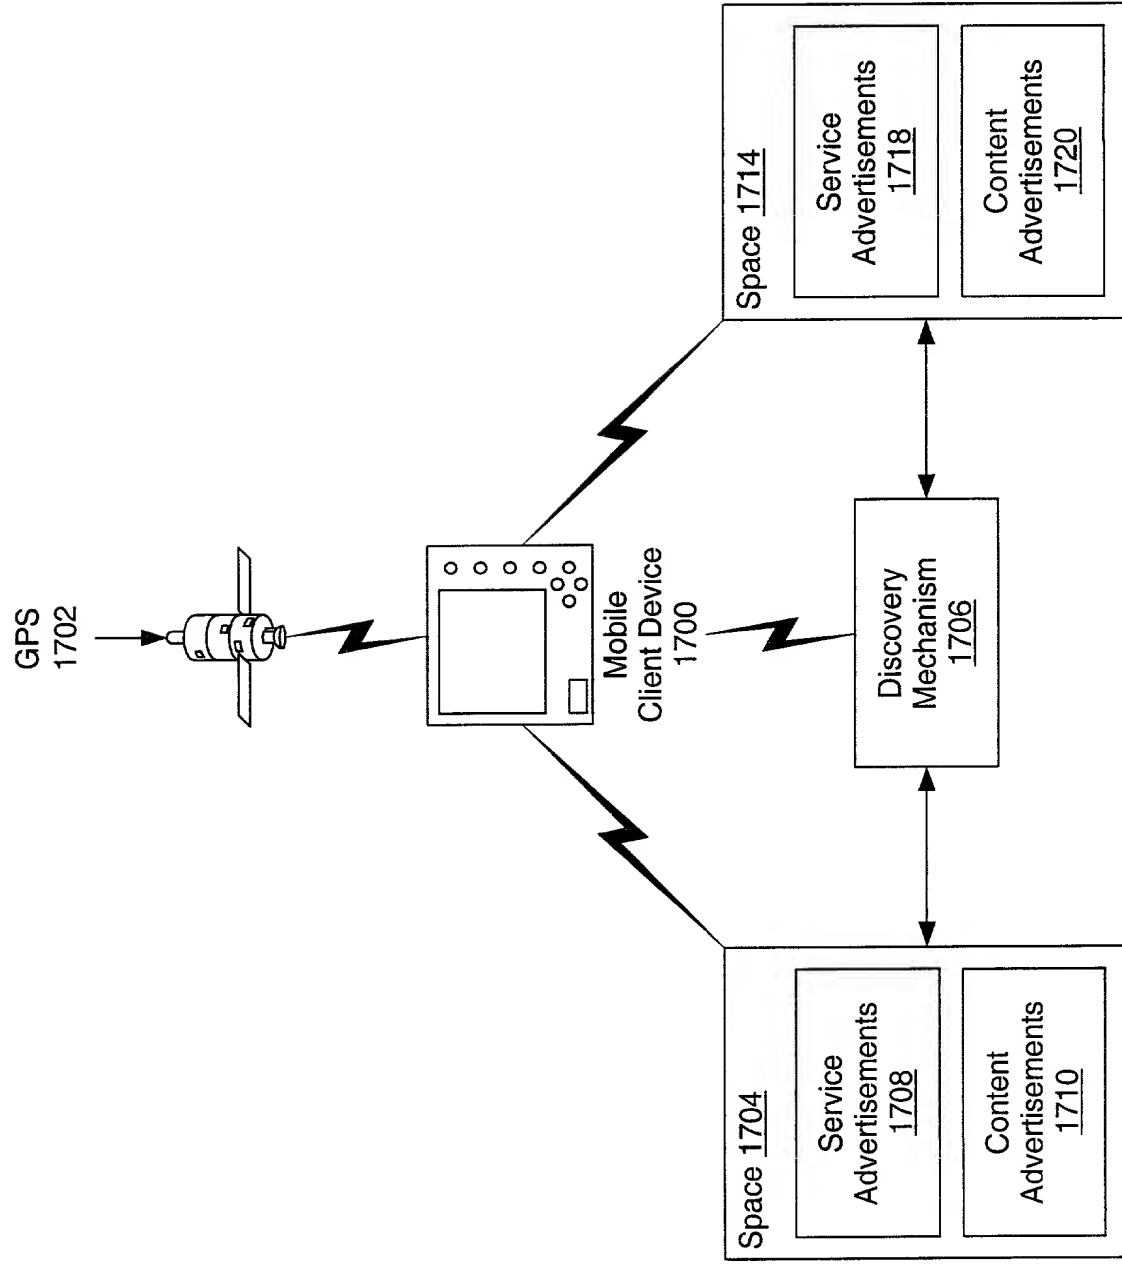 GPS
1702
Mobile
Client Device
1700
Discovery
Mechanism
1706
Space 1704
Service
Advertisements
1708
Content
Advertisements
1710
Space 1714
Service
Advertisements
1718
Content
Advertisements
1720